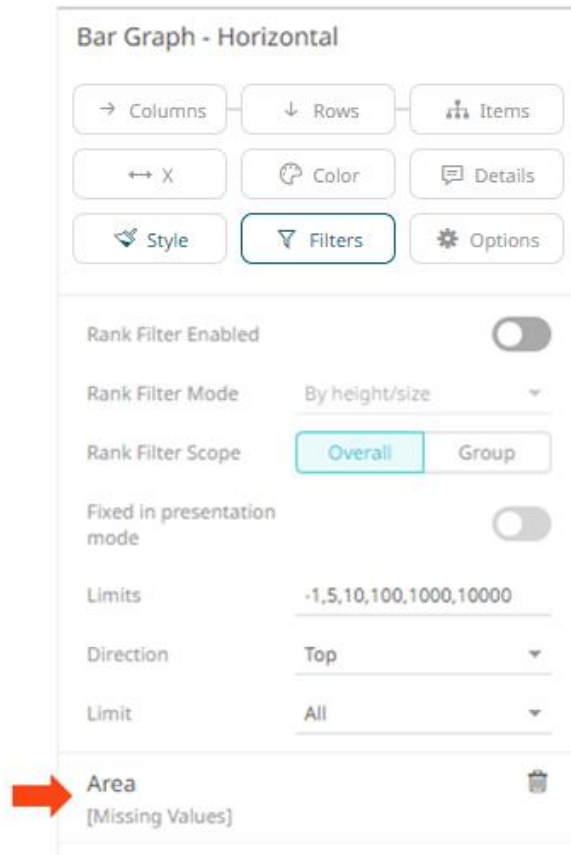 Bar Graph - Horizontal
Columns Rows Items
X Color Details
Style Filters Options
Rank Filter Enabled
Rank Filter Mode By height/size
Rank Filter Scope Overall Group
Fixed in presentation
mode
Limits -1,5,10,100,1000,10000
Direction Top
Limit All
Area
[Missing Values]